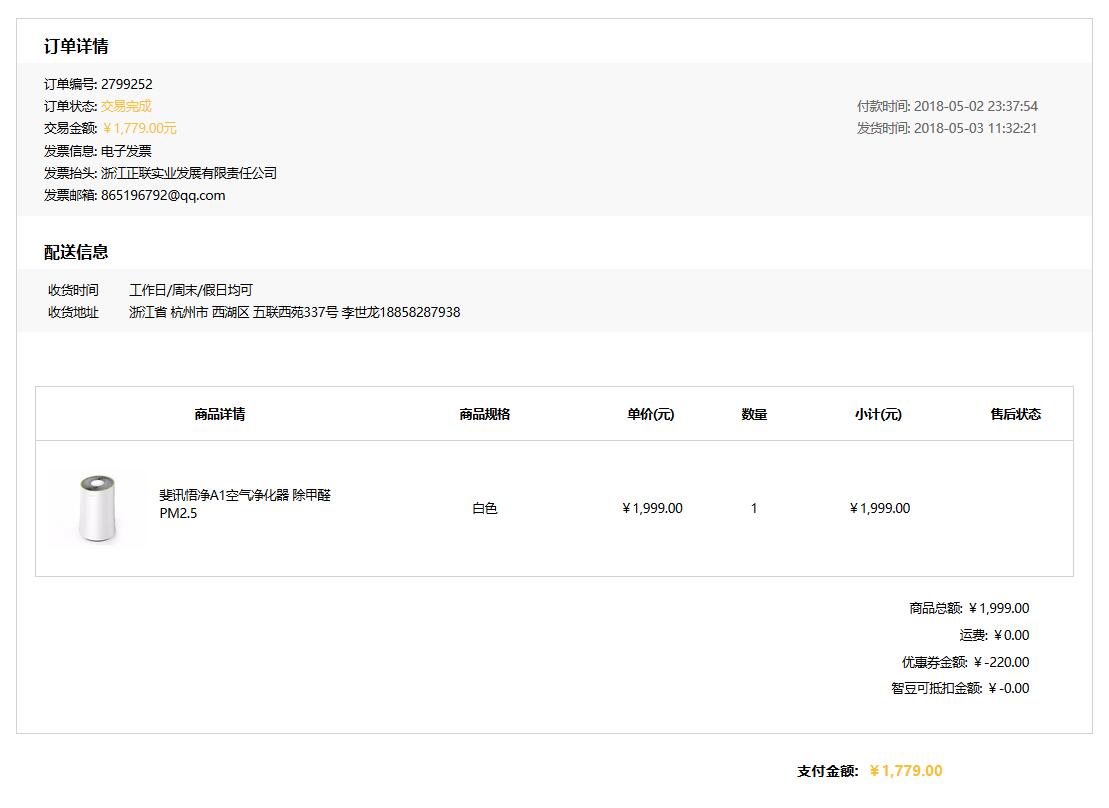 订单详情
订单编号: 2799252
订单状态: 交易完成
付款时间: 2018-05-02 23:37:54
交易金额: ￥1,779.00元
发货时间: 2018-05-03 11:32:21
发票信息: 电子发票
发票抬头: 浙江正联实业发展有限责任公司
发票邮箱: 865196792@qq.com
配送信息
收货时间 工作日/周末/假日均可
收货地址 浙江省 杭州市 西湖区 五联西苑337号 李世龙18858287938
商品详情 商品规格 单价(元) 数量 小计(元) 售后状态
斐讯悟净A1空气净化器 除甲醛
PM2.5
白色 ￥1,999.00 1 ￥1,999.00
商品总额: ￥1,999.00
运费: ￥0.00
优惠券金额: ￥-220.00
智豆可抵扣金额: ￥-0.00
支付金额: ￥1,779.00